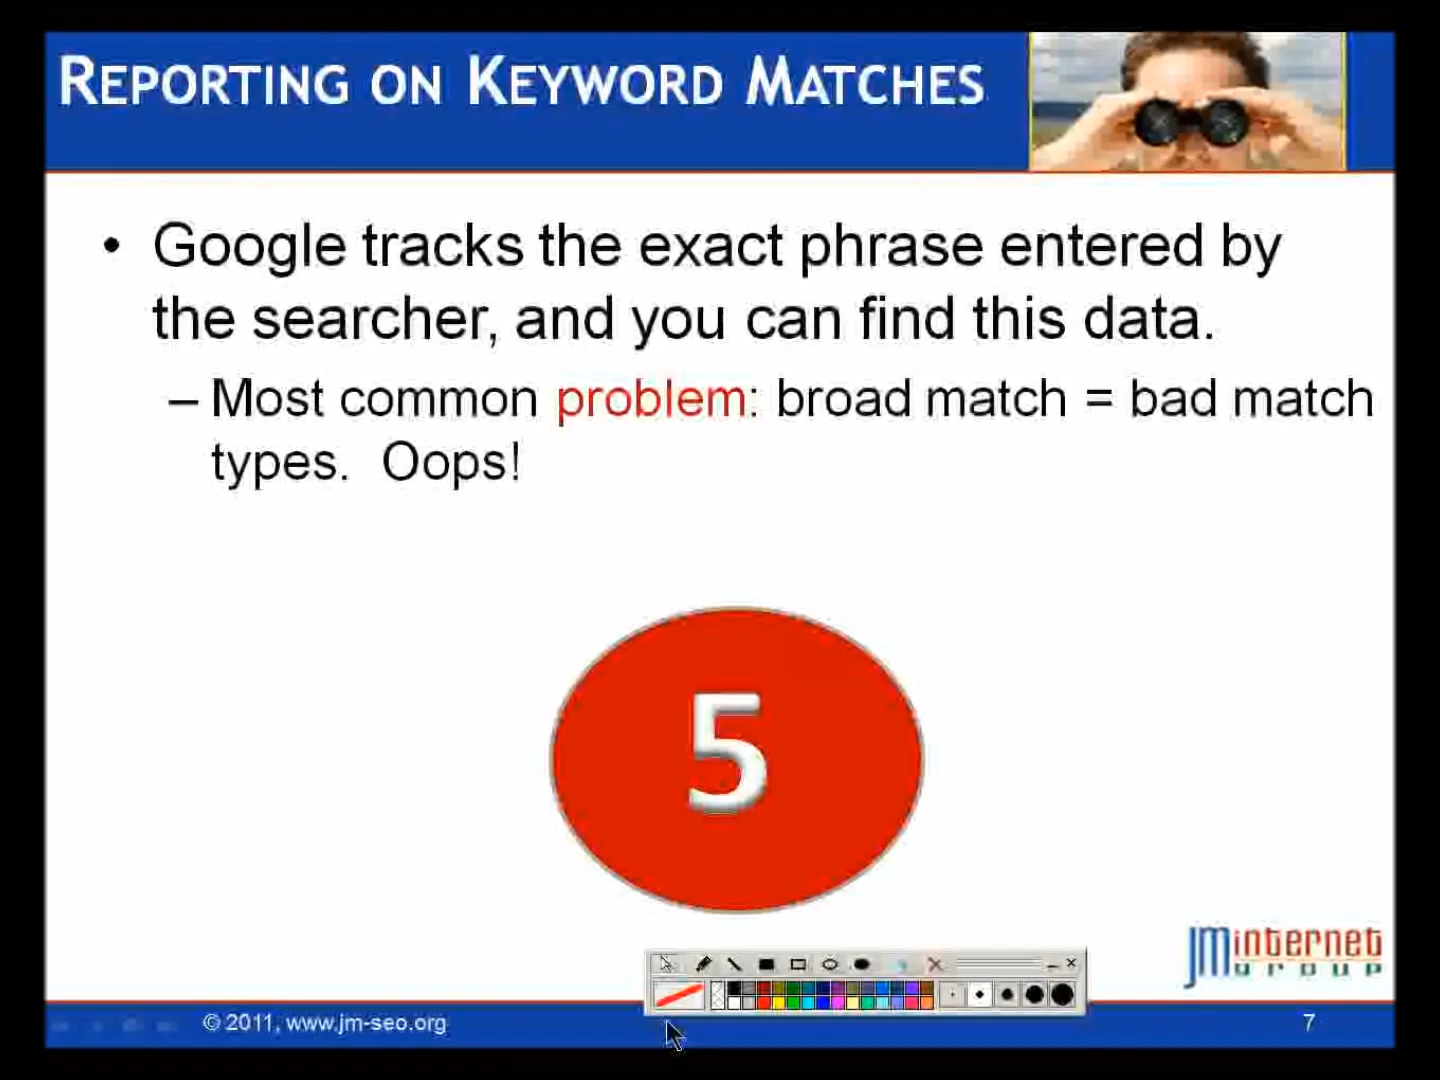 REPORTING ON KEYWORD MATCHES
• Google tracks the exact phrase entered by
the searcher, and you can find this data.
– Most common problem: broad match = bad match
types. Oops!
5
JMinternet
Group
© 2011, www.jm-seo.org
7